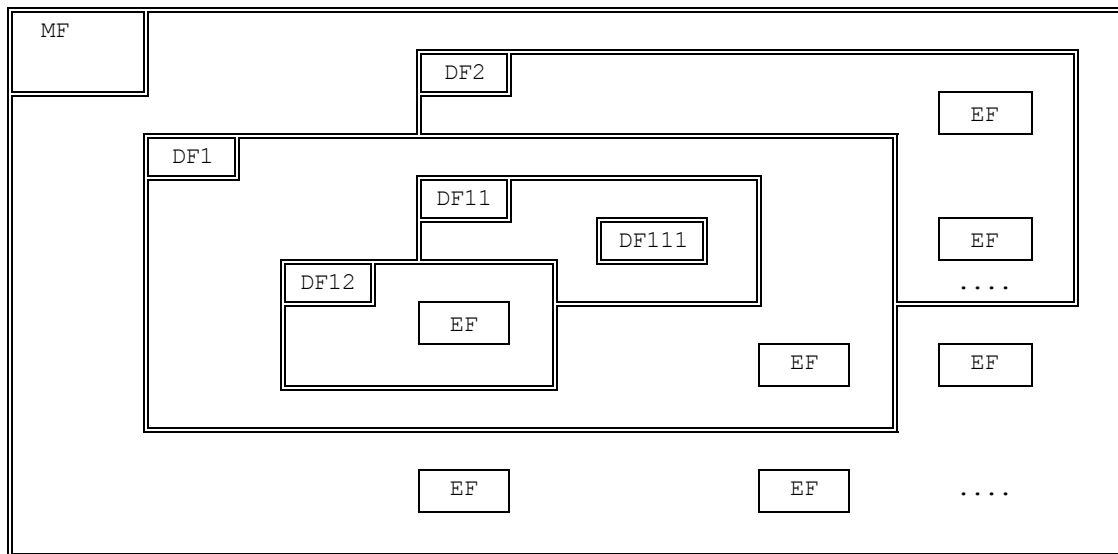 MF
DF2
EF
DF1
DF11
DF111
EF
DF12
....
EF
EF
EF
EF
EF
....